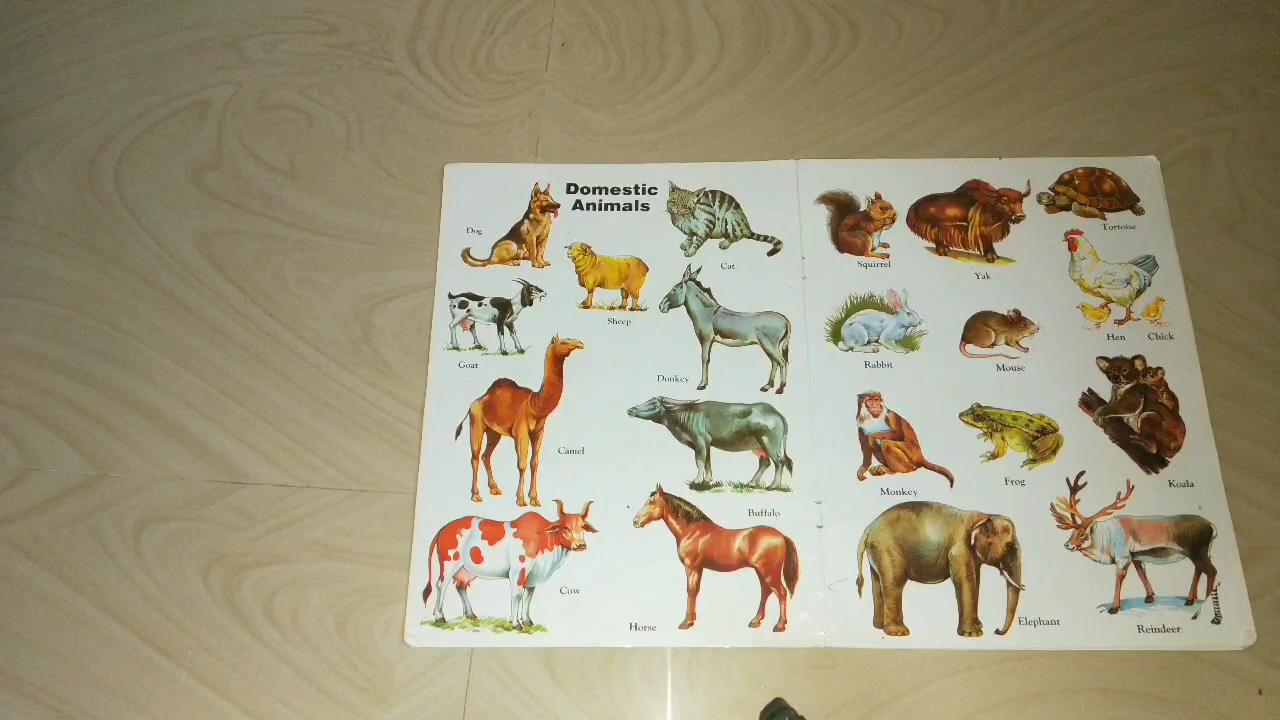 Domestic
Animals
Dog
Cat
Sheep
Goat
Donkey
Camel
Buffalo
Cow
Horse
Tortoise
Squirrel
Yak
Hen
Chick
Rabbit
Mouse
Monkey
Frog
Koala
Elephant
Reindeer